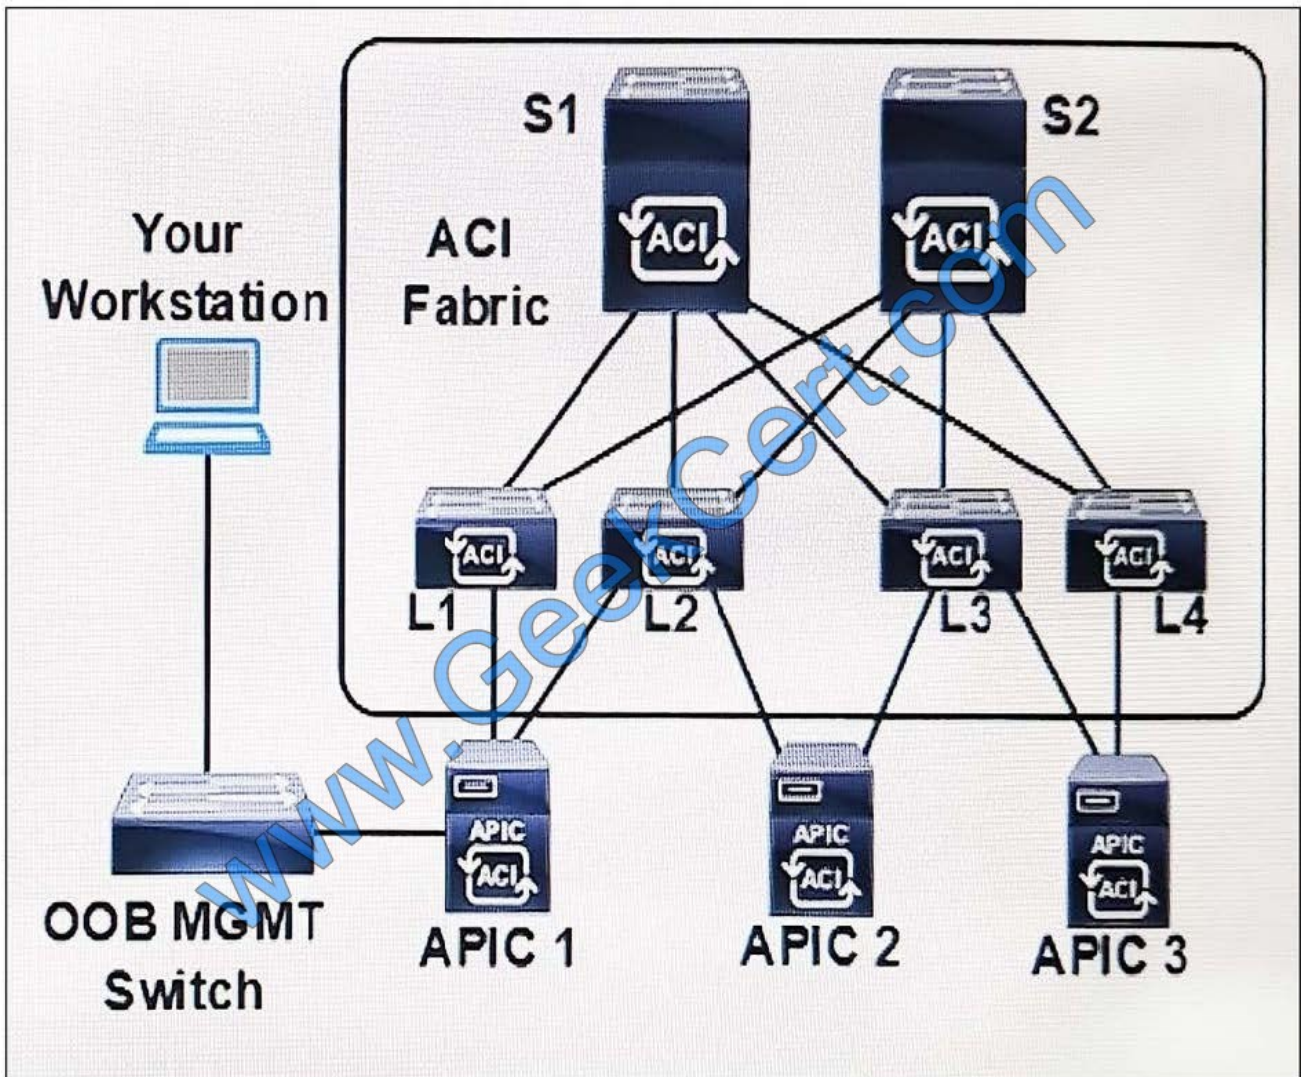 S1
S2
Your
Workstation
ACI
Fabric
ACI
ACI
ACI
ACI
ACI
ACI
L1
L2
L3
L4
APIC
ACI
APIC
ACI
APIC
ACI
OOB MGMT
Switch
APIC 1
APIC 2
APIC 3
www.GeekCert.com